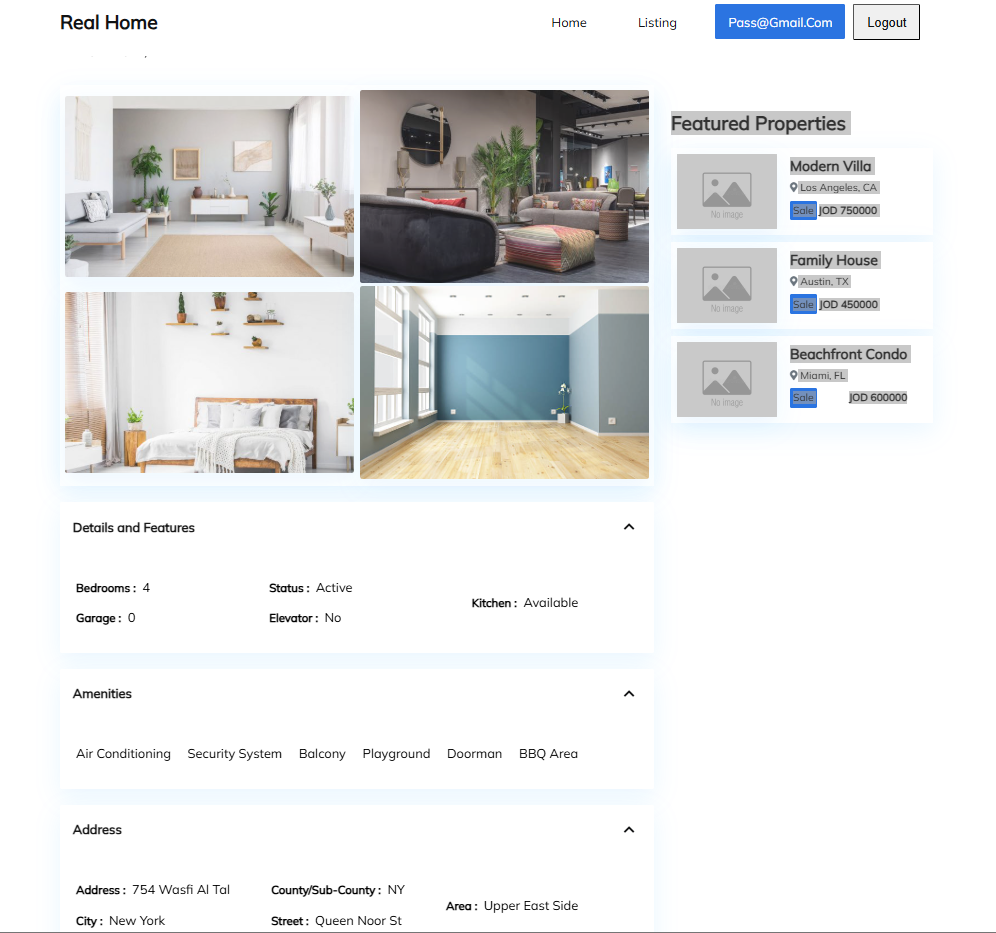 Real Home
Home
Listing
Pass@Gmail.Com
Logout
Featured Properties
No image
Modern Villa
Los Angeles, CA
Sale JOD 750000
No image
Family House
Austin, TX
Sale JOD 450000
No image
Beachfront Condo
Miami, FL
Sale JOD 600000
Details and Features
Bedrooms : 4
Status : Active
Kitchen : Available
Garage : 0
Elevator : No
Amenities
Air Conditioning Security System Balcony Playground Doorman BBQ Area
Address
Address : 754 Wasfi Al Tal
County/Sub-County : NY
Area : Upper East Side
City : New York
Street : Queen Noor St